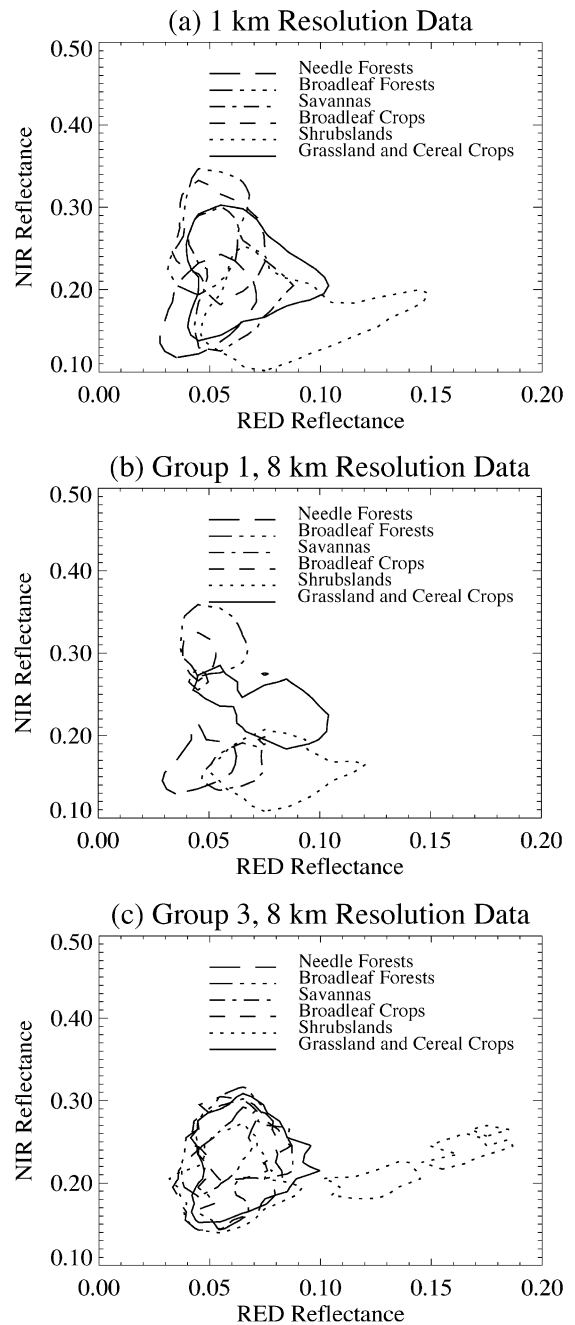 (a) 1 km Resolution Data
0.50
0.40
0.30
0.20
0.10
NIR Reflectance
Needle Forests
Broadleaf Forests
Savannas
Broadleaf Crops
Shrubslands
Grassland and Cereal Crops
0.00 0.05 0.10 0.15 0.20
RED Reflectance
(b) Group 1, 8 km Resolution Data
0.50
0.40
0.30
0.20
0.10
NIR Reflectance
Needle Forests
Broadleaf Forests
Savannas
Broadleaf Crops
Shrubslands
Grassland and Cereal Crops
0.00 0.05 0.10 0.15 0.20
RED Reflectance
(c) Group 3, 8 km Resolution Data
0.50
0.40
0.30
0.20
0.10
NIR Reflectance
Needle Forests
Broadleaf Forests
Savannas
Broadleaf Crops
Shrubslands
Grassland and Cereal Crops
0.00 0.05 0.10 0.15 0.20
RED Reflectance